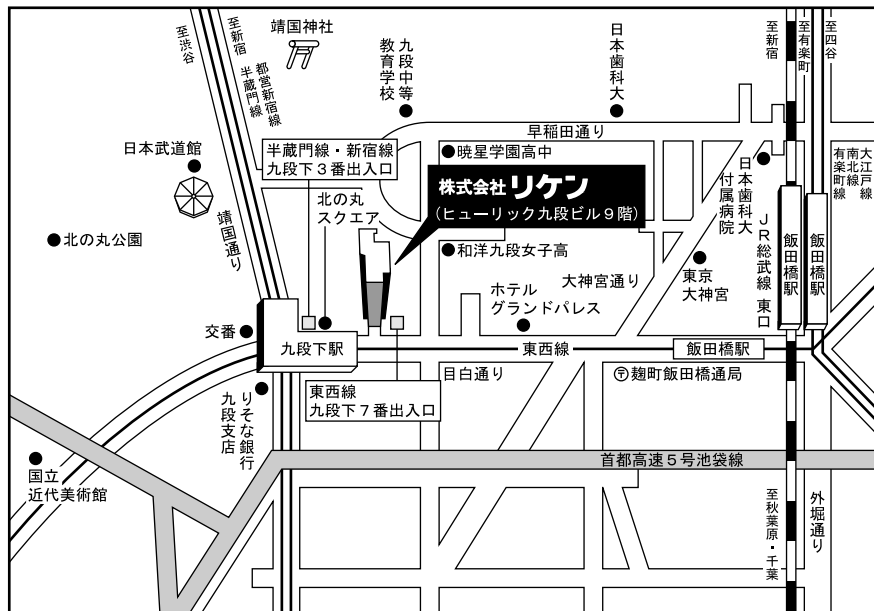 至渋谷
至新宿
半蔵門線
都営新宿線
靖国神社
九段中等
教育学校
日本歯科大
至新宿
至有楽町
至四谷
早稲田通り
日本武道館
半蔵門線・新宿線
九段下3番出入口
暁星学園高中
株式会社リケン
(ヒューリック九段ビル9階)
日本歯科大
付属病院
有楽町線
南北線
大江戸線
北の丸
スクエア
靖国通り
北の丸公園
和洋九段女子高
大神宮通り
東京
大神宮
JR総武線 東口
飯田橋駅
飯田橋駅
ホテル
グランドパレス
交番
九段下駅
東西線
飯田橋駅
目白通り
〶麹町飯田橋通局
東西線
九段下7番出入口
りそな銀行
九段支店
国立
近代美術館
首都高速5号池袋線
至秋葉原・千葉
外堀通り